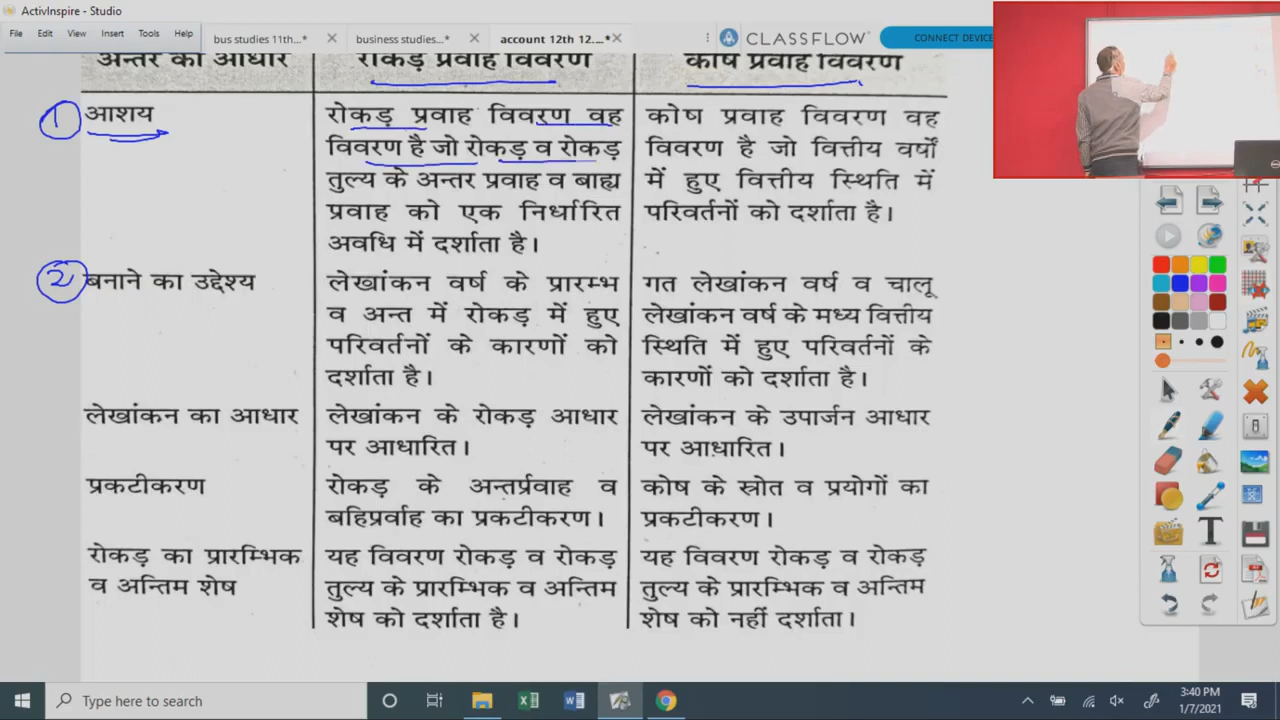 ActivInspire - Studio
File Edit View Insert Tools Help
bus studies 11th...*
business studies...*
account 12th 12....*
CLASSFLOW
CONNECT DEVICE
अन्तर का आधार
रोकड़ प्रवाह विवरण
कोष प्रवाह विवरण
1 आशय
रोकड़ प्रवाह विवरण वह
विवरण है जो रोकड़ व रोकड़
तुल्य के अन्तर प्रवाह व बाह्य
प्रवाह को एक निर्धारित
अवधि में दर्शाता है।
कोष प्रवाह विवरण वह
विवरण है जो वित्तीय वर्षों
में हुए वित्तीय स्थिति में
परिवर्तनों को दर्शाता है।
2 बनाने का उद्देश्य
लेखांकन वर्ष के प्रारम्भ
व अन्त में रोकड़ में हुए
परिवर्तनों के कारणों को
दर्शाता है।
गत लेखांकन वर्ष व चालू
लेखांकन वर्ष के मध्य वित्तीय
स्थिति में हुए परिवर्तनों के
कारणों को दर्शाता है।
लेखांकन का आधार
लेखांकन के रोकड़ आधार
पर आधारित।
लेखांकन के उपार्जन आधार
पर आधारित।
प्रकटीकरण
रोकड़ के अन्तर्प्रवाह व
बहिप्रर्वाह का प्रकटीकरण।
कोष के स्रोत व प्रयोगों का
प्रकटीकरण।
रोकड़ का प्रारम्भिक
व अन्तिम शेष
यह विवरण रोकड़ व रोकड़
तुल्य के प्रारम्भिक व अन्तिम
शेष को दर्शाता है।
यह विवरण रोकड़ व रोकड़
तुल्य के प्रारम्भिक व अन्तिम
शेष को नहीं दर्शाता।
T
Type here to search
3:40 PM
1/7/2021